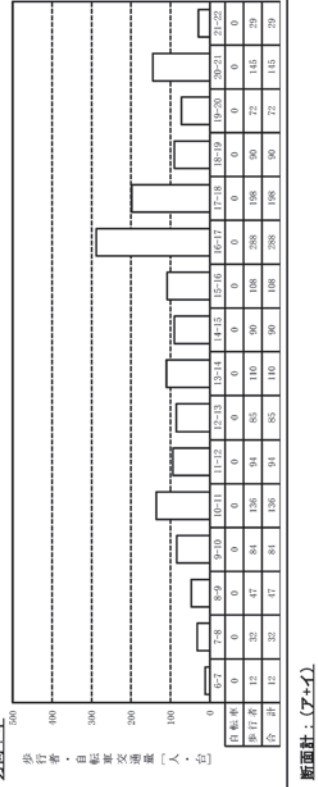 500
400
300
200
100
0
歩行者・自転車交通量[人・台]
6-7 7-8 8-9 9-10 10-11 11-12 12-13 13-14 14-15 15-16 16-17 17-18 18-19 19-20 20-21 21-22
自転車 0 0 0 0 0 0 0 0 0 0 0 0 0 0 0 0
歩行者 12 32 47 84 136 94 85 110 90 108 288 198 90 72 145 29
合 計 12 32 47 84 136 94 85 110 90 108 288 198 90 72 145 29
断面計:(ア+イ)